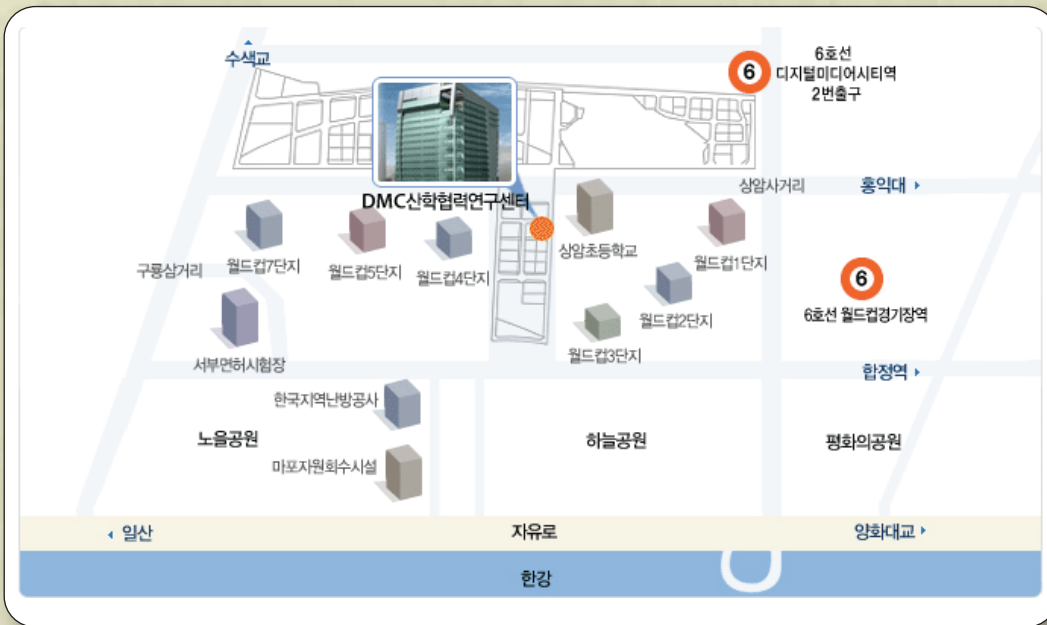 수색교
6
6호선
디지털미디어시티역
2번출구
DMC산학협력연구센터
상암사거리
홍익대
구룡삼거리
월드컵7단지
월드컵5단지
월드컵4단지
상암초등학교
월드컵1단지
6
6호선 월드컵경기장역
월드컵2단지
월드컵3단지
서부면허시험장
합정역
한국지역난방공사
노을공원
하늘공원
평화의공원
마포자원회수시설
일산
자유로
양화대교
한강